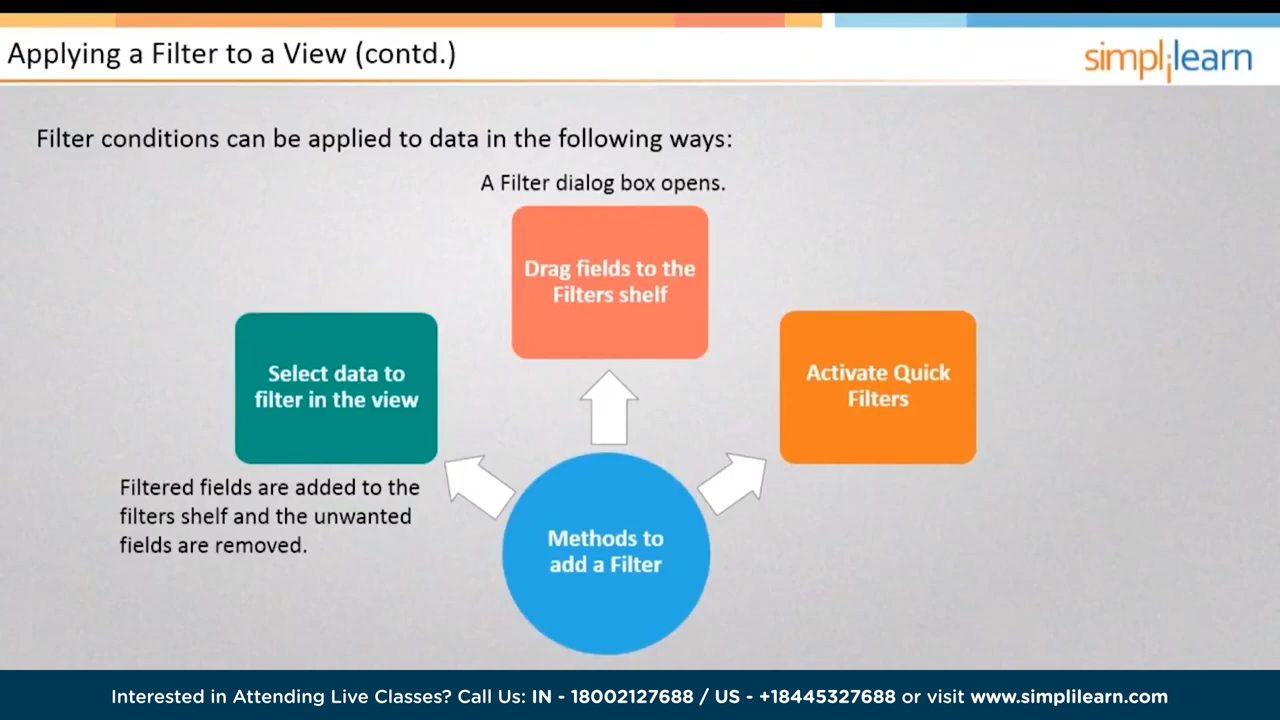 Applying a Filter to a View (contd.)
simplilearn
Filter conditions can be applied to data in the following ways:
A Filter dialog box opens.
Drag fields to the
Filters shelf
Select data to
filter in the view
Activate Quick
Filters
Filtered fields are added to the
filters shelf and the unwanted
fields are removed.
Methods to
add a Filter
Interested in Attending Live Classes? Call Us: IN - 18002127688 / US - +18445327688 or visit www.simplilearn.com